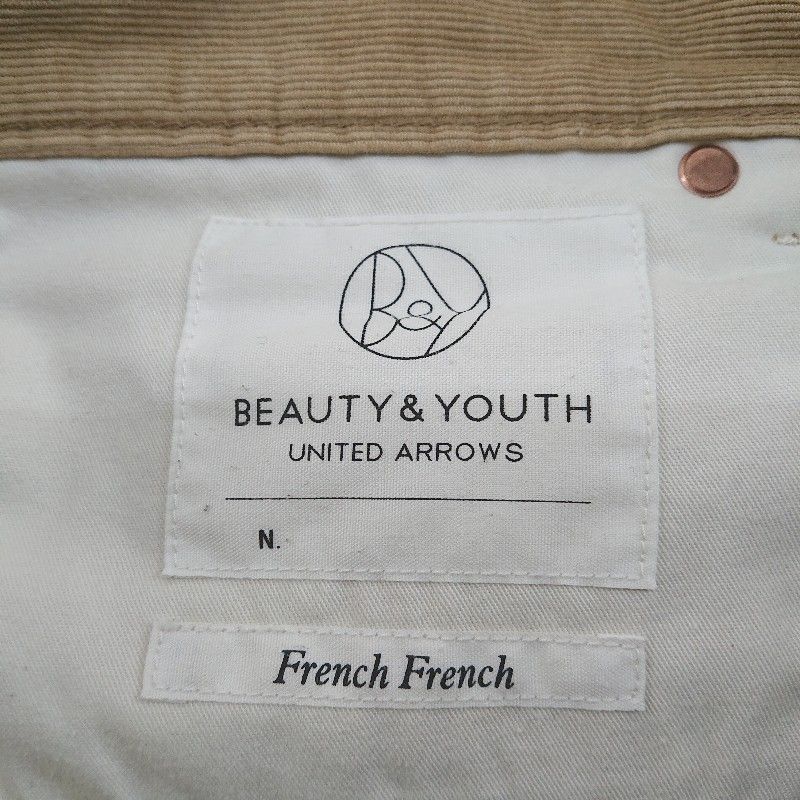 B&Y
BEAUTY & YOUTH
UNITED ARROWS
N.
French French